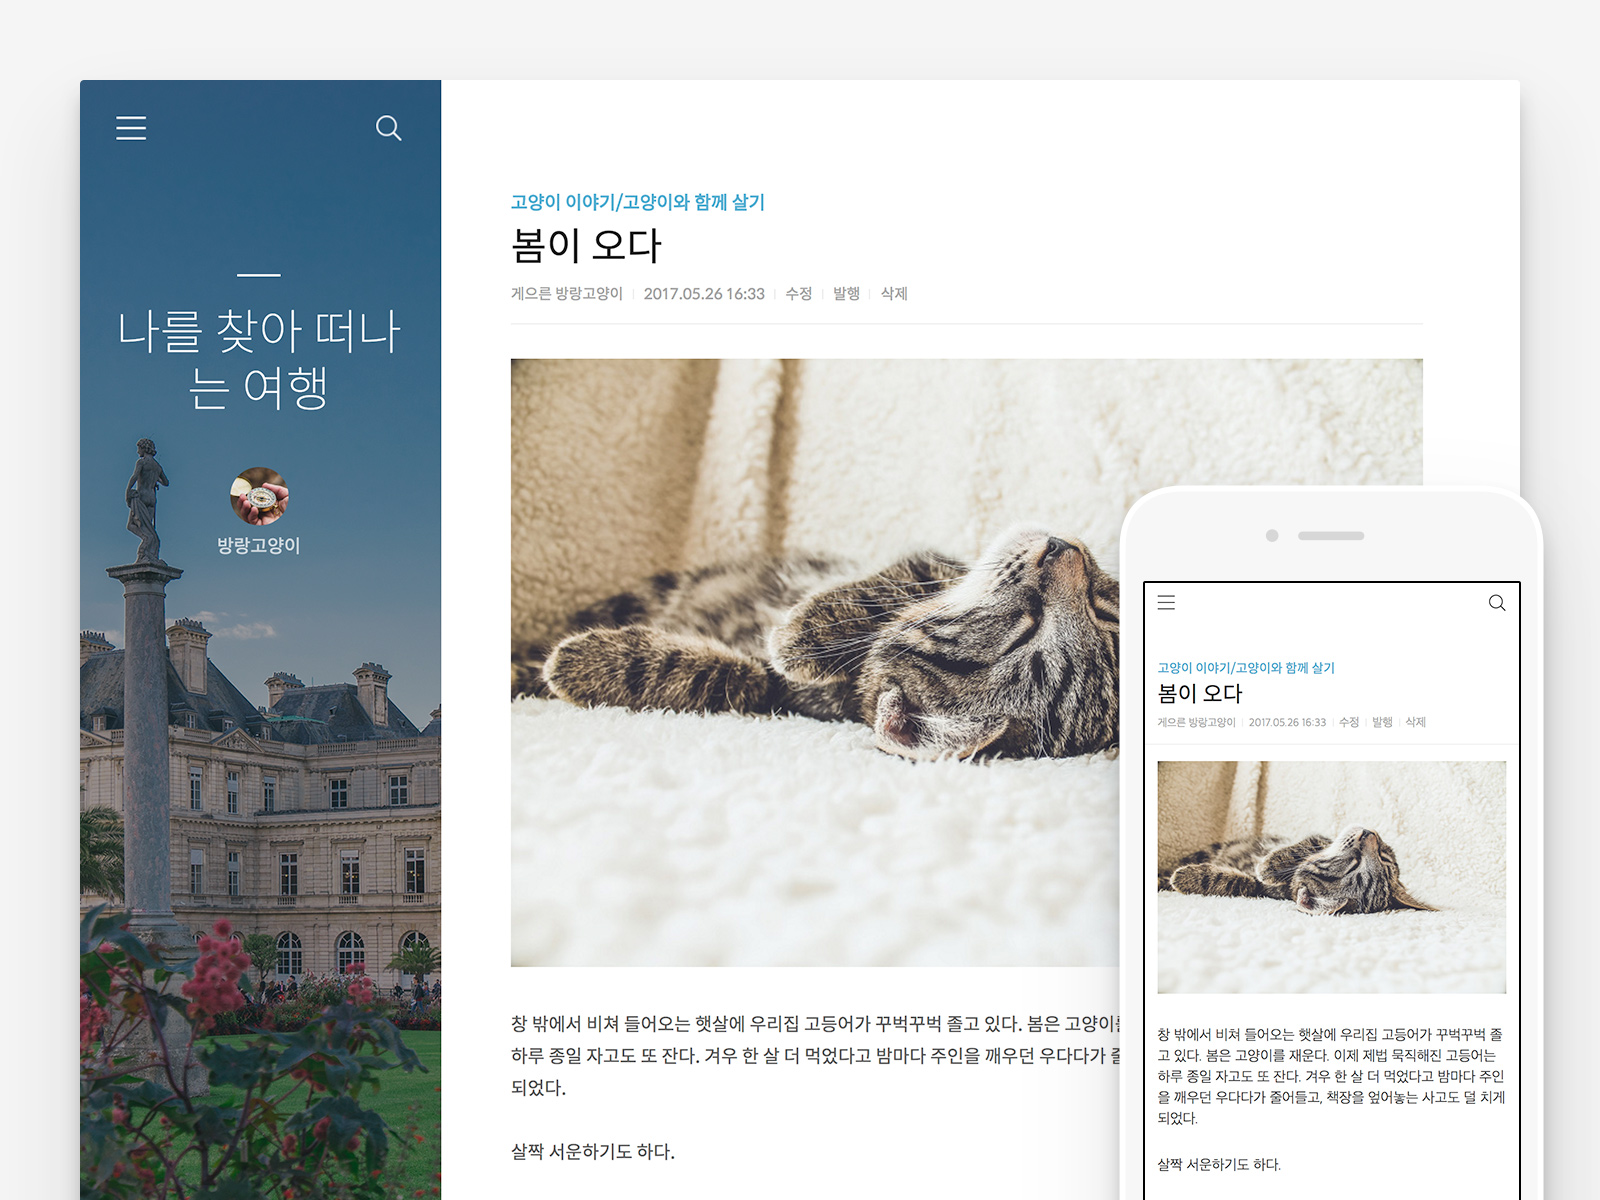 나를 찾아 떠나
는 여행
방랑고양이
고양이 이야기/고양이와 함께 살기
봄이 오다
게으른 방랑고양이 2017.05.26 16:33 수정 발행 삭제
창 밖에서 비쳐 들어오는 햇살에 우리집 고등어가 꾸벅꾸벅 졸고 있다. 봄은 고양이를
하루 종일 자고도 또 잔다. 겨우 한 살 더 먹었다고 밤마다 주인을 깨우던 우다다가 줄
되었다.
살짝 서운하기도 하다.
고양이 이야기/고양이와 함께 살기
봄이 오다
게으른 방랑고양이 2017.05.26 16:33 수정 발행 삭제
창 밖에서 비쳐 들어오는 햇살에 우리집 고등어가 꾸벅꾸벅 졸
고 있다. 봄은 고양이를 재운다. 이제 제법 묵직해진 고등어는
하루 종일 자고도 또 잔다. 겨우 한 살 더 먹었다고 밤마다 주인
을 깨우던 우다다가 줄어들고, 책장을 엎어놓는 사고도 덜 치게
되었다.
살짝 서운하기도 하다.